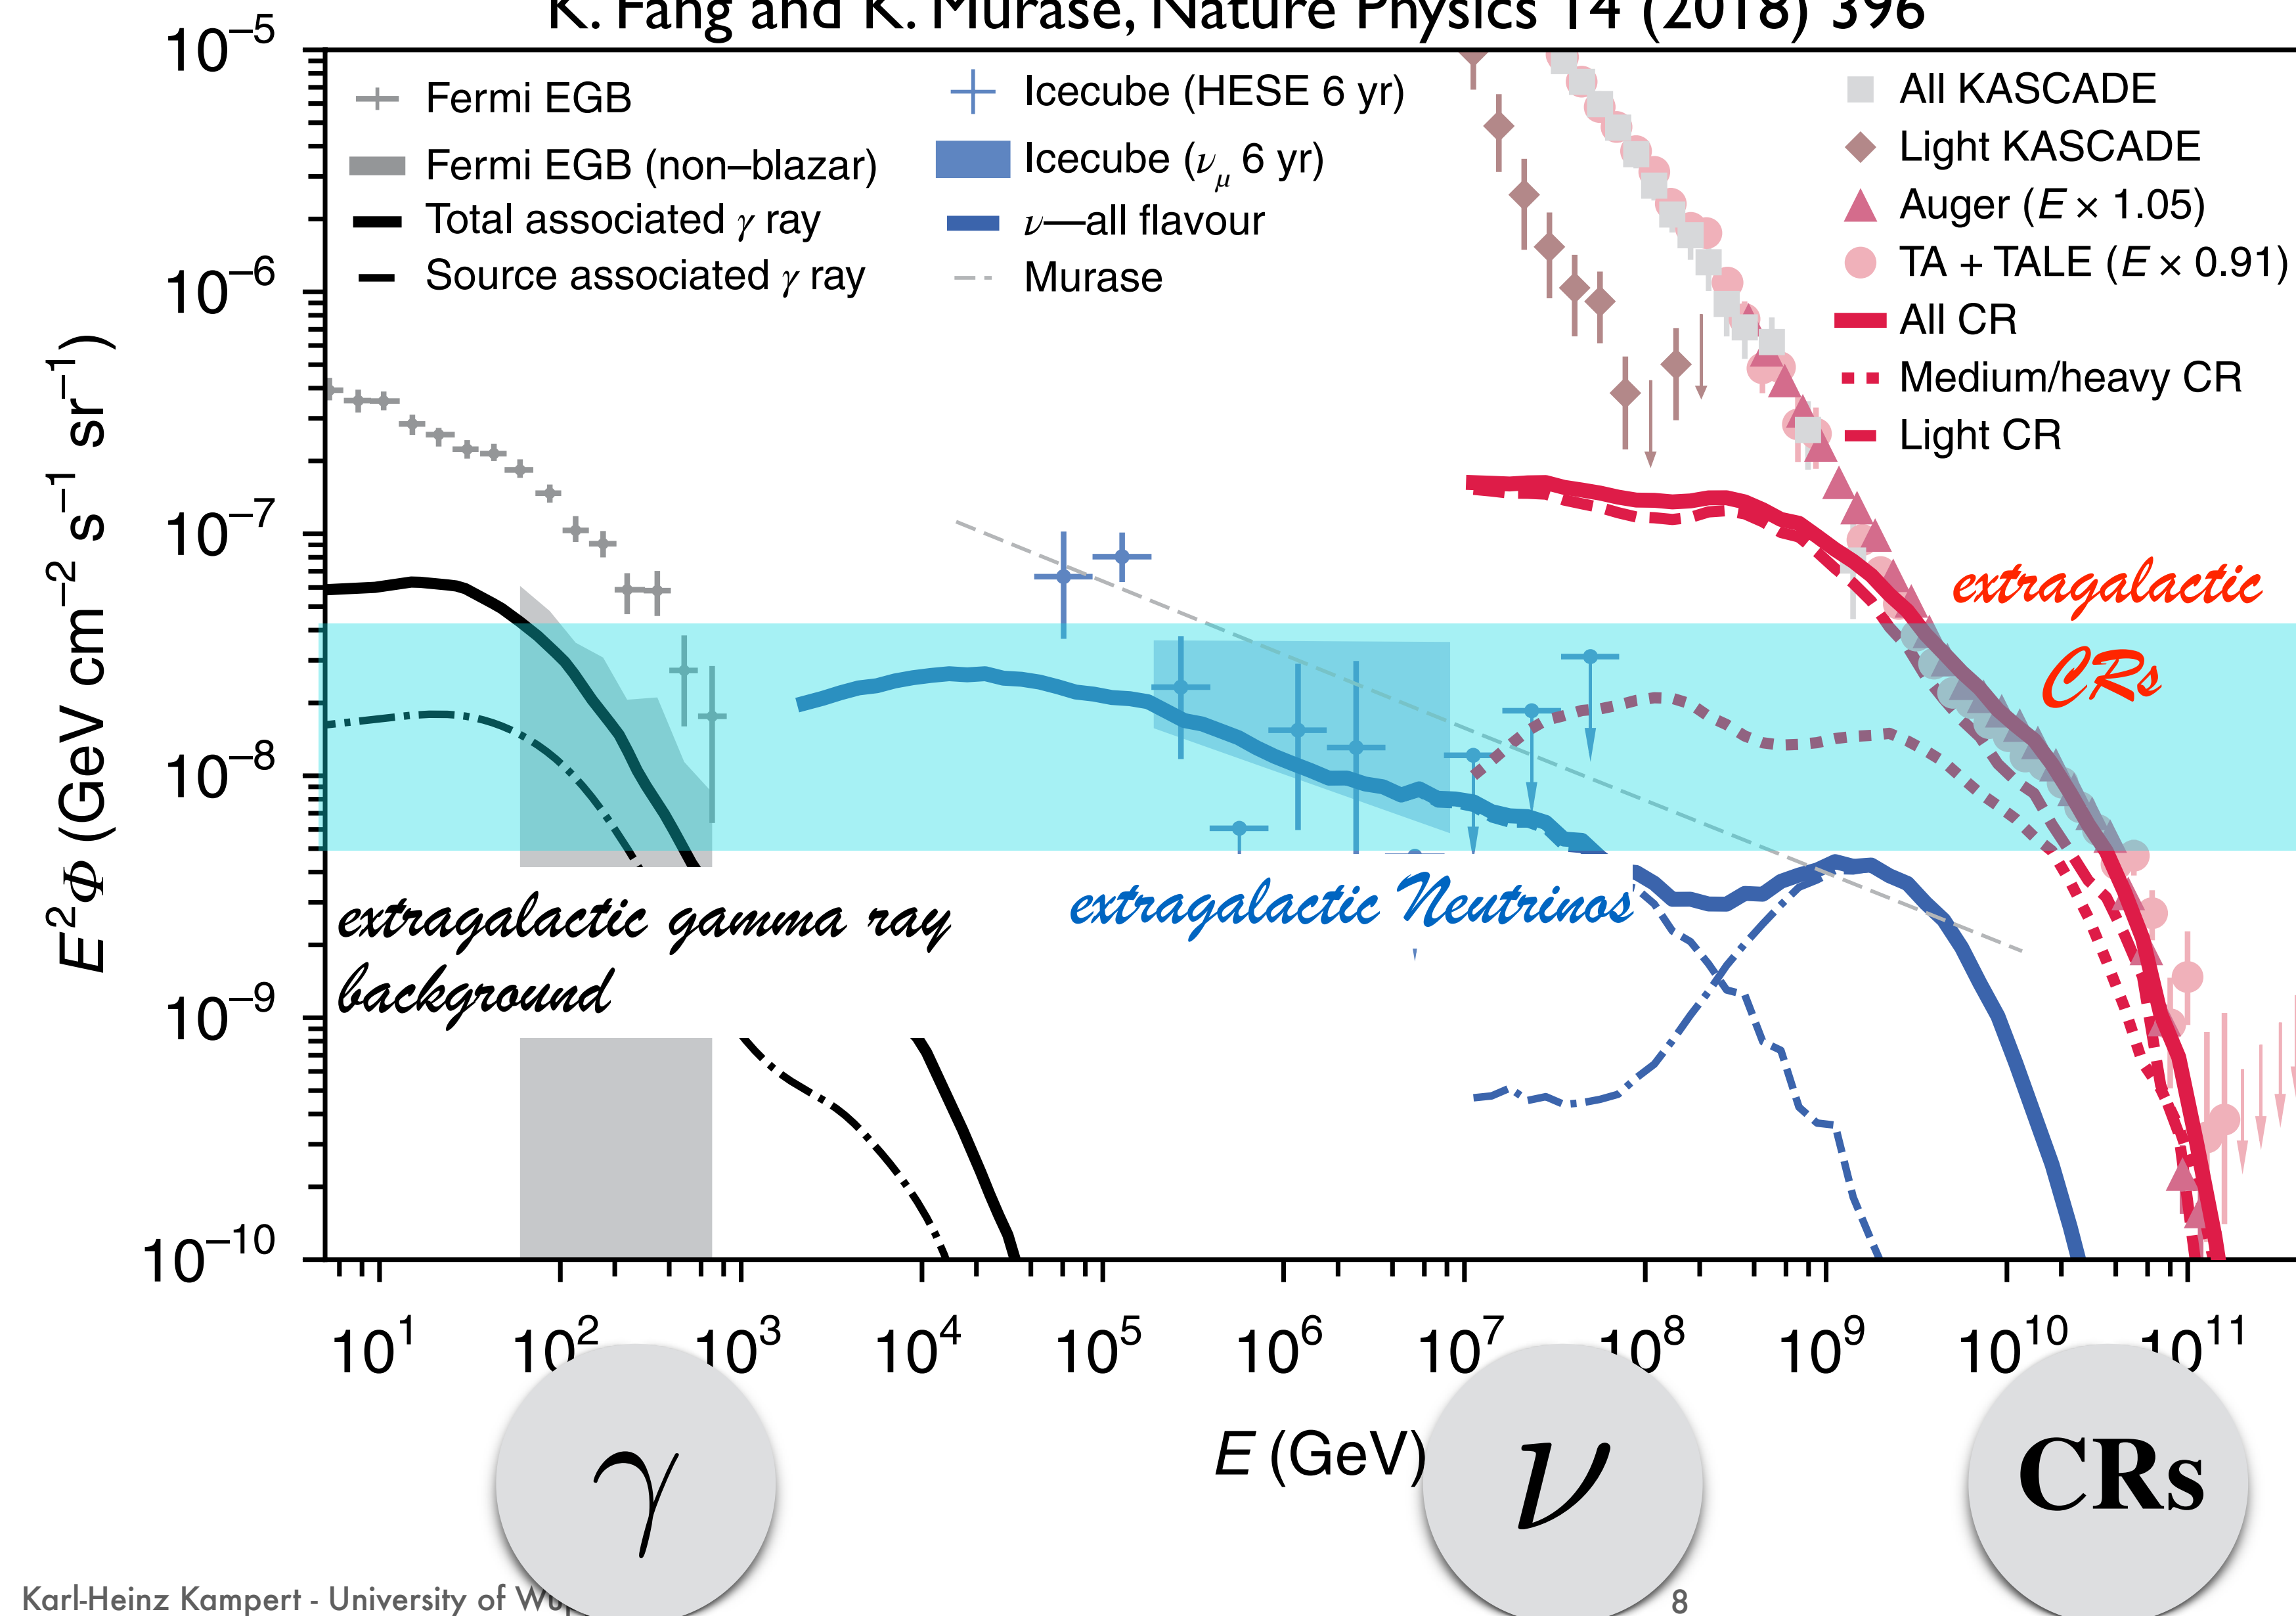 K. Fang and K. Murase, Nature Physics 14 (2018) 396
E²Φ (GeV cm⁻² s⁻¹ sr⁻¹)
10⁻⁵
10⁻⁶
10⁻⁷
10⁻⁸
10⁻⁹
10⁻¹⁰
Fermi EGB
Fermi EGB (non–blazar)
Total associated γ ray
Source associated γ ray
Icecube (HESE 6 yr)
Icecube (ν_μ 6 yr)
ν—all flavour
Murase
All KASCADE
Light KASCADE
Auger (E × 1.05)
TA + TALE (E × 0.91)
All CR
Medium/heavy CR
Light CR
extragalactic
CRs
extragalactic gamma ray
background
extragalactic Neutrinos
10¹ 10² 10³ 10⁴ 10⁵ 10⁶ 10⁷ 10⁸ 10⁹ 10¹⁰ 10¹¹
E (GeV)
γ
ν
CRs
Karl-Heinz Kampert - University of
8